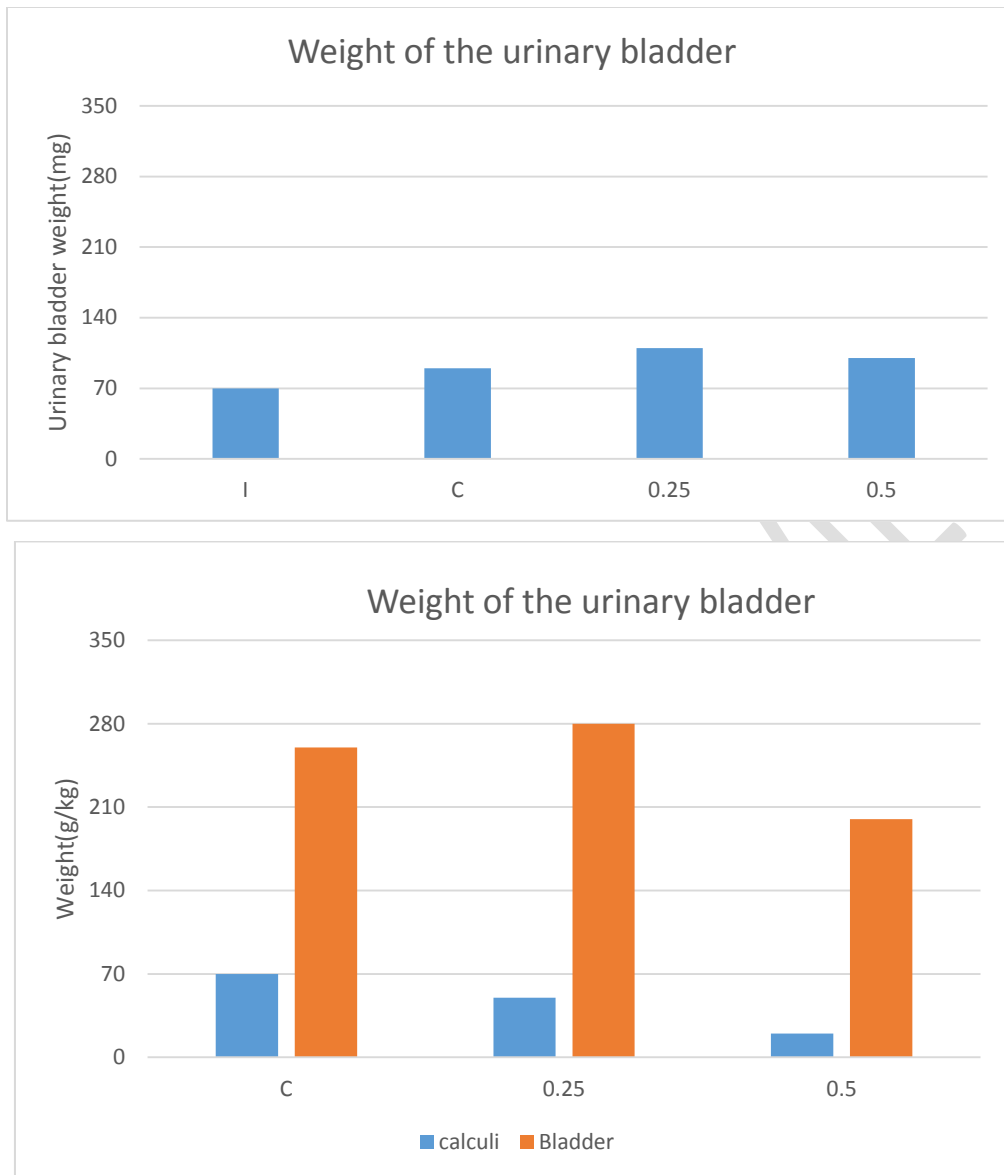 Weight of the urinary bladder
Urinary bladder weight(mg)
350
280
210
140
70
0
I C 0.25 0.5
Weight of the urinary bladder
Weight(g/kg)
350
280
210
140
70
0
C 0.25 0.5
calculi Bladder